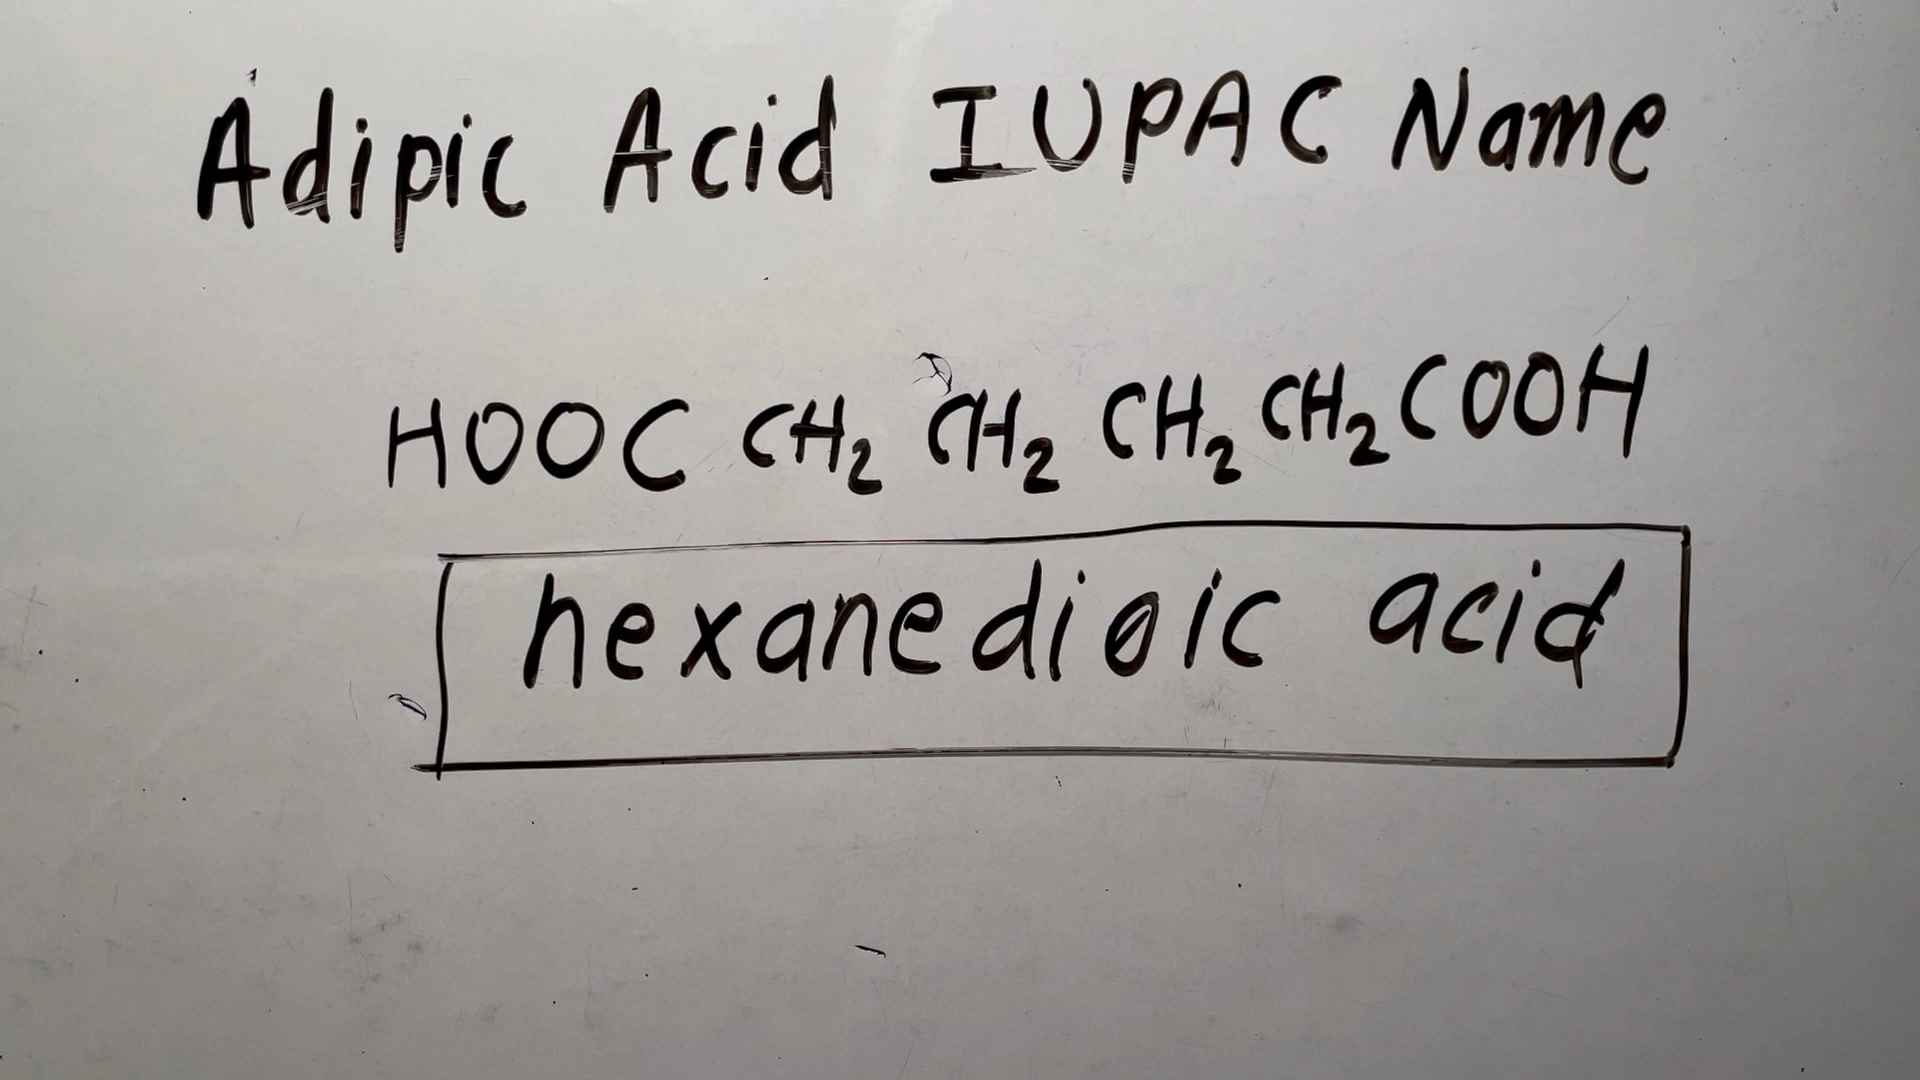 Adipic Acid IUPAC Name
HOOC CH₂ CH₂ CH₂ CH₂ COOH
hexanedioic acid